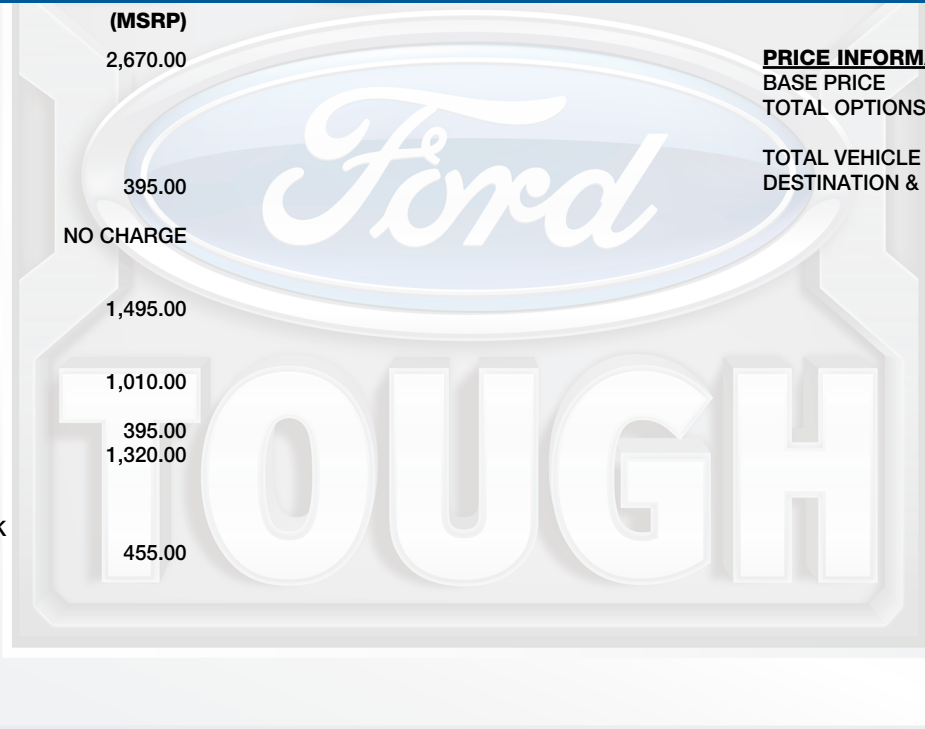 (MSRP)
2,670.00
395.00
NO CHARGE
1,495.00
1,010.00
395.00
1,320.00
K
455.00
PRICE INFORM
BASE PRICE
TOTAL OPTIONS
TOTAL VEHICLE
DESTINATION &
Ford
TOUGH